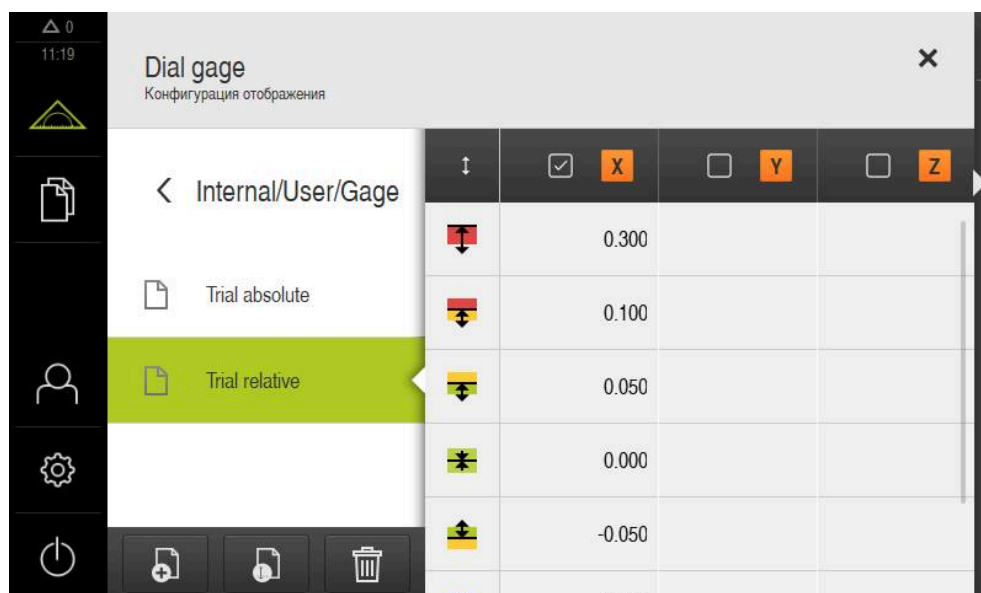 0
11:19
Dial gage
Конфигурация отображения
Internal/User/Gage
X
Y
Z
Trial absolute
Trial relative
0.300
0.100
0.050
0.000
-0.050